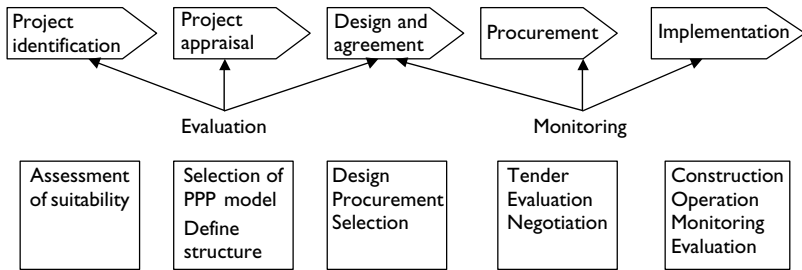 Project
identification
Project
appraisal
Design and
agreement
Procurement
Implementation
Evaluation
Monitoring
Assessment
of suitability
Selection of
PPP model
Define
structure
Design
Procurement
Selection
Tender
Evaluation
Negotiation
Construction
Operation
Monitoring
Evaluation